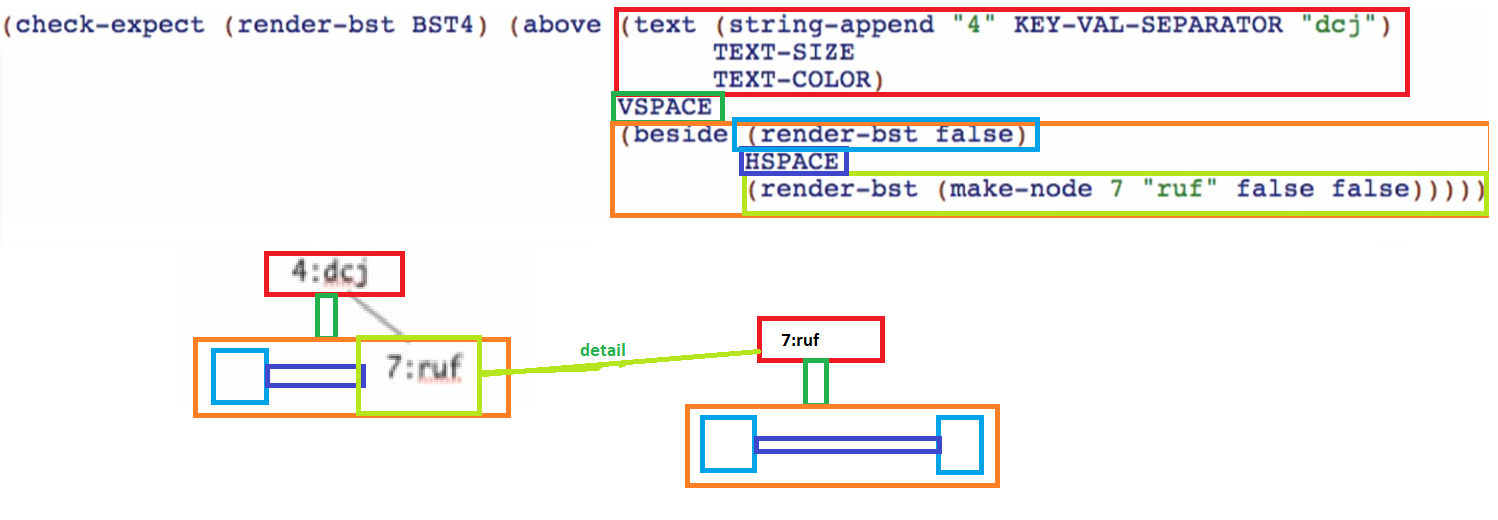 (check-expect (render-bst BST4) (above (text (string-append "4" KEY-VAL-SEPARATOR "dcj")
TEXT-SIZE
TEXT-COLOR)
VSPACE
(beside (render-bst false)
HSPACE
(render-bst (make-node 7 "ruf" false false)))))
4:dcj
7:ruf
detail
7:ruf